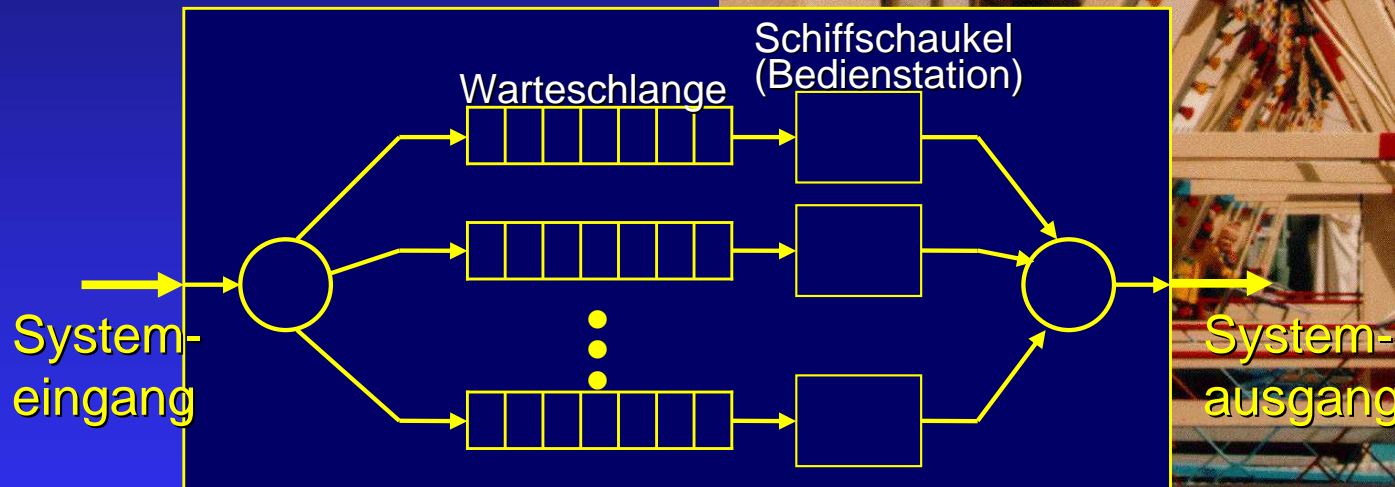 Schiffschaukel
(Bedienstation)
Warteschlange
System-
eingang
System-
ausgang